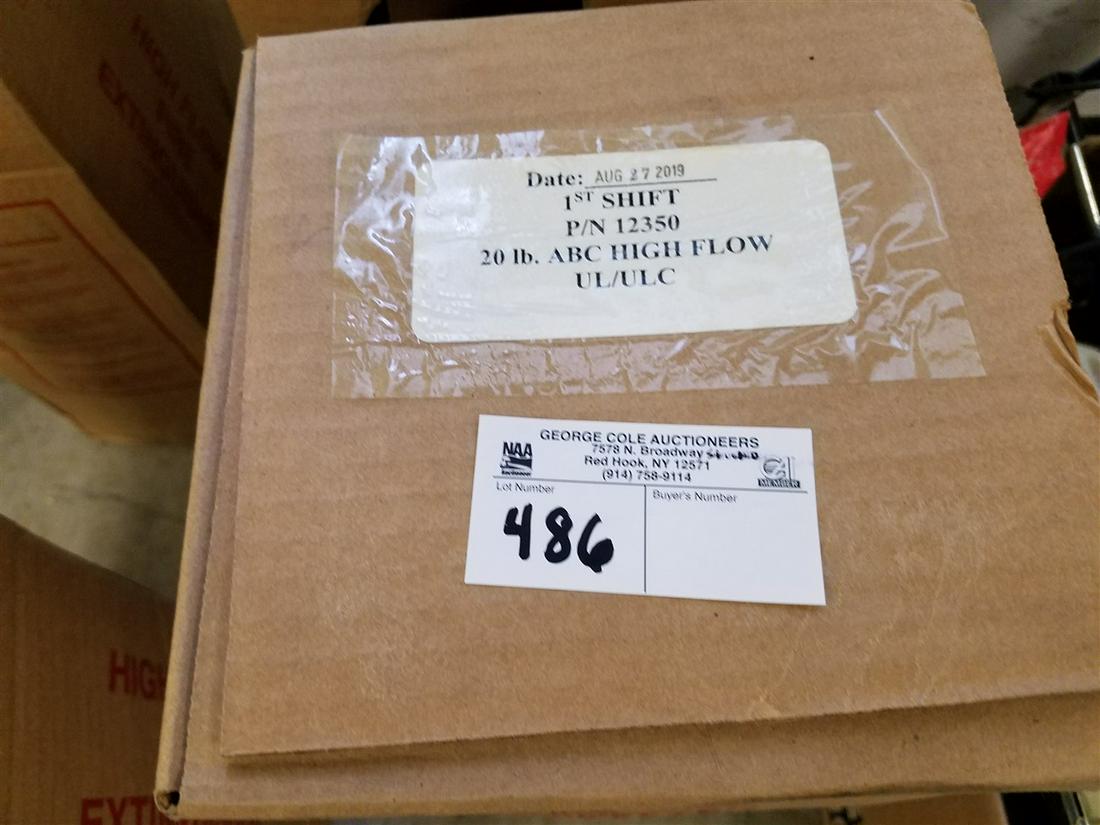 Date: AUG 27 2019
1ST SHIFT
P/N 12350
20 lb. ABC HIGH FLOW
UL/ULC
NAA
GEORGE COLE AUCTIONEERS
7578 N. Broadway
Red Hook, NY 12571
(914) 758-9114
MEMBER
Lot Number
Buyer's Number
486
HIGH